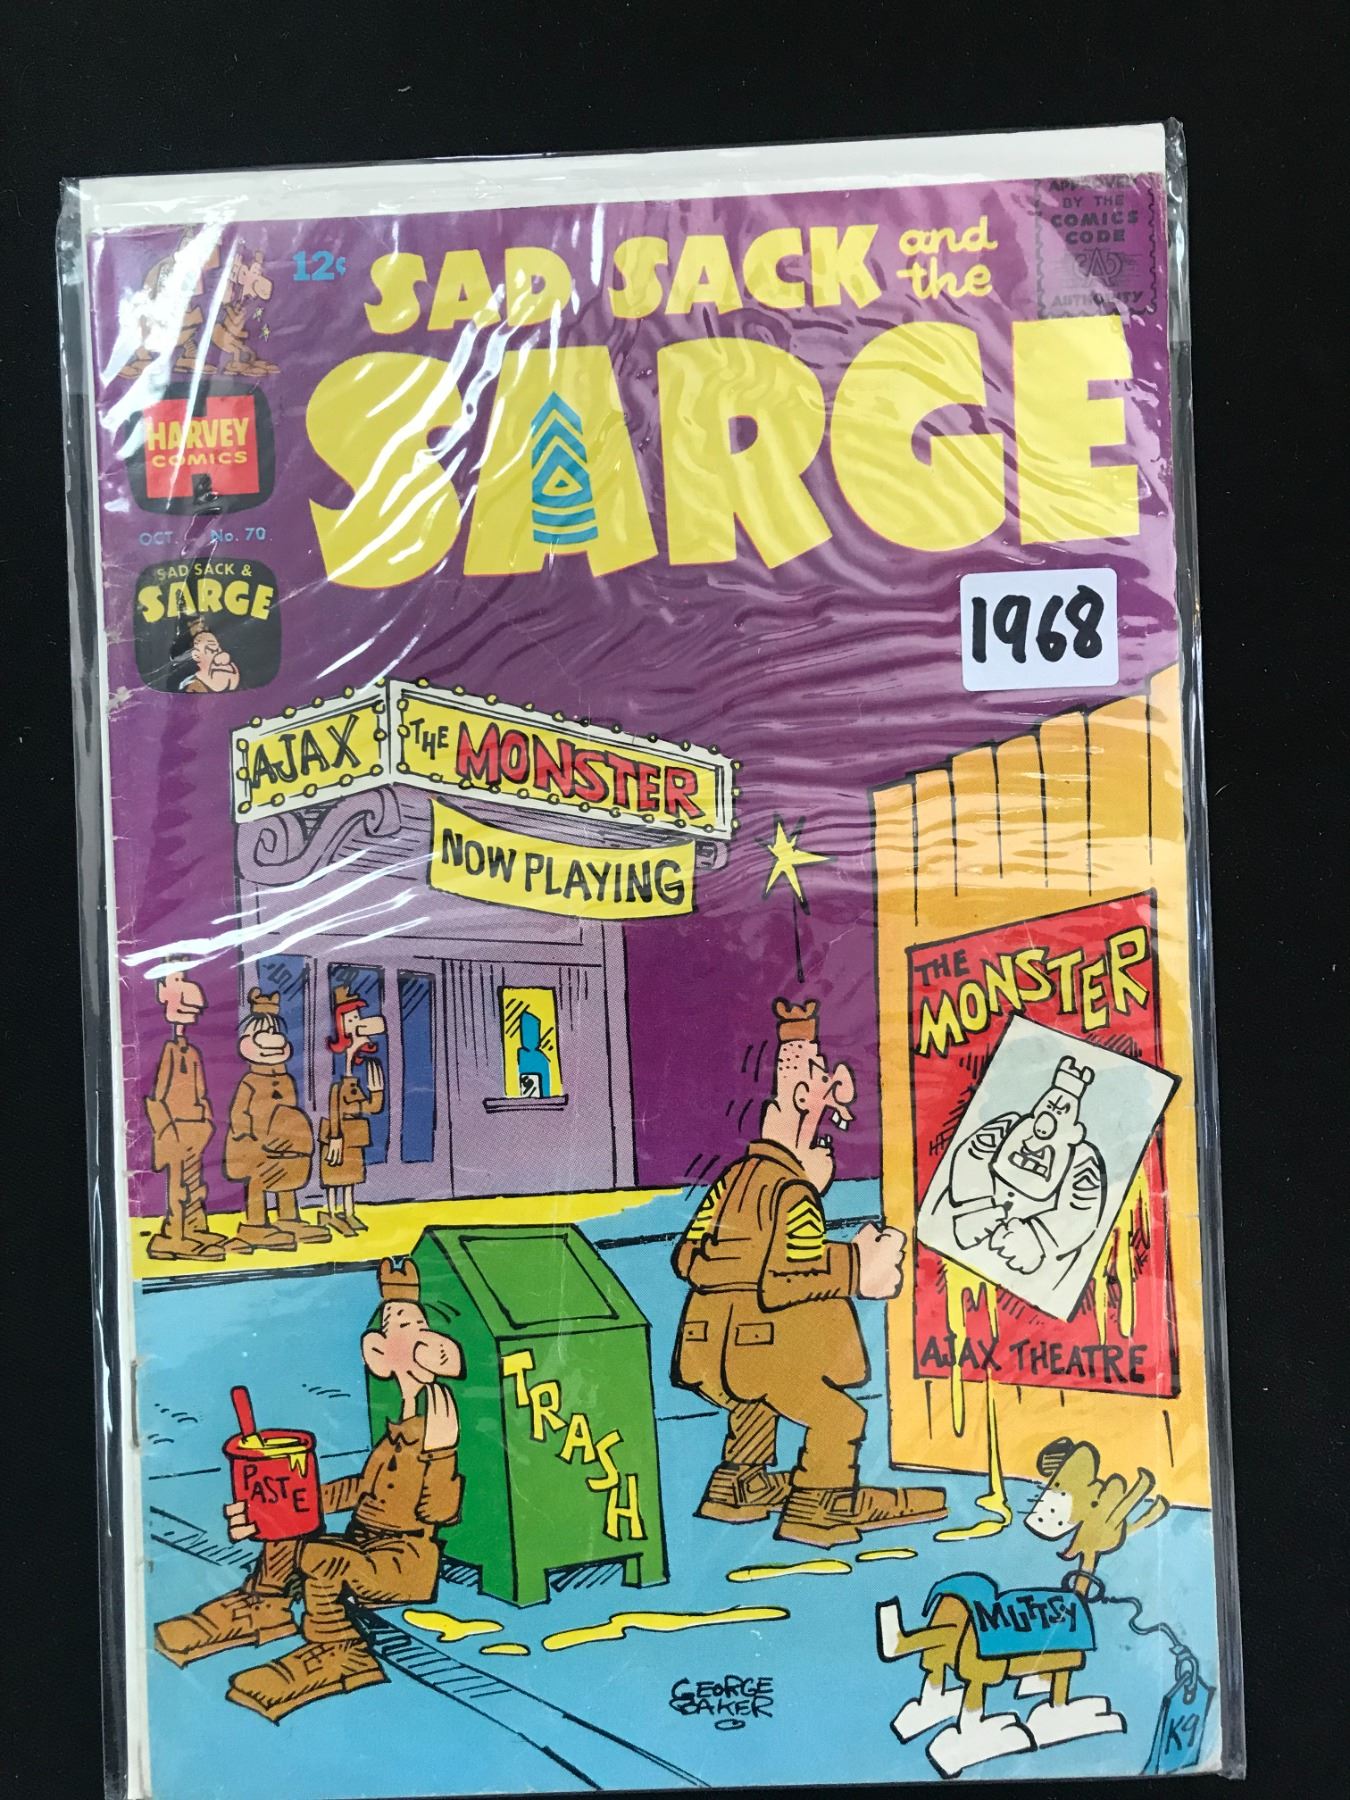 12¢
SAD SACK and
the
SARGE
APPROVED
BY THE
COMICS
CODE
AUTHORITY
HARVEY
COMICS
OCT. No. 70
SAD SACK &
SARGE
1968
AJAX
THE MONSTER
NOW PLAYING
THE
MONSTER
AJAX THEATRE
TRASH
PASTE
MUTTSY
K9
GEORGE
BAKER